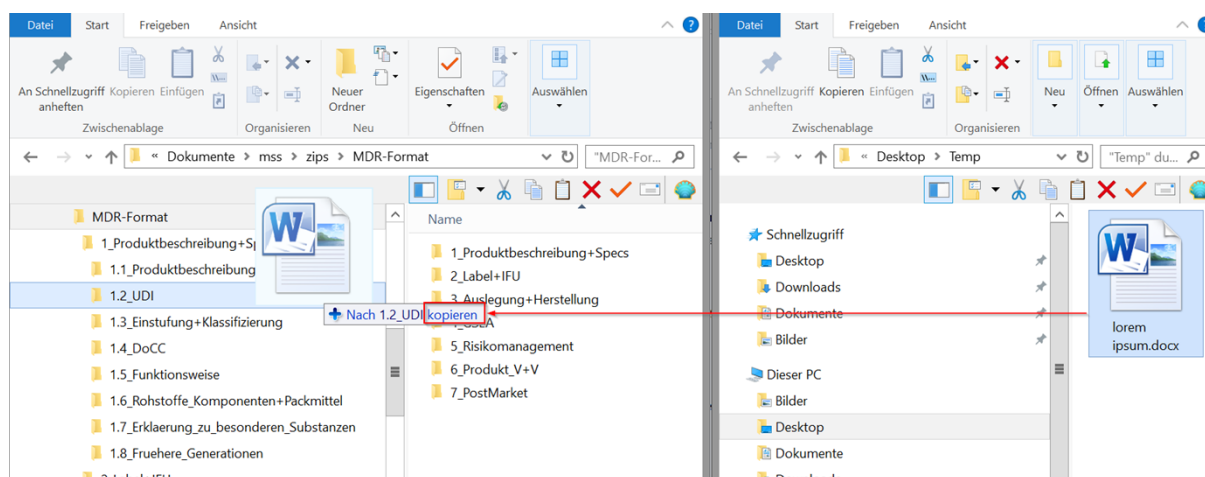 Datei Start Freigeben Ansicht
An Schnellzugriff anheften
Kopieren Einfügen
Neuer Ordner
Eigenschaften
Auswählen
Zwischenablage Organisieren Neu Öffnen
« Dokumente > mss > zips > MDR-Format
"MDR-For...
MDR-Format
1_Produktbeschreibung+Sp
1.1_Produktbeschreibung
1.2_UDI
1.3_Einstufung+Klassifizierung
1.4_DoCC
1.5_Funktionsweise
1.6_Rohstoffe_Komponenten+Packmittel
1.7_Erklaerung_zu_besonderen_Substanzen
1.8_Fruehere_Generationen
Nach 1.2_UDI kopieren
Name
1_Produktbeschreibung+Specs
2_Label+IFU
3_Auslegung+Herstellung
5_Risikomanagement
6_Produkt_V+V
7_PostMarket
Datei Start Freigeben Ansicht
An Schnellzugriff anheften
Kopieren Einfügen
Neu
Öffnen
Auswählen
Zwischenablage Organisieren
« Desktop > Temp
"Temp" du...
Schnellzugriff
Desktop
Downloads
Dokumente
Bilder
Dieser PC
Bilder
Desktop
Dokumente
lorem
ipsum.docx